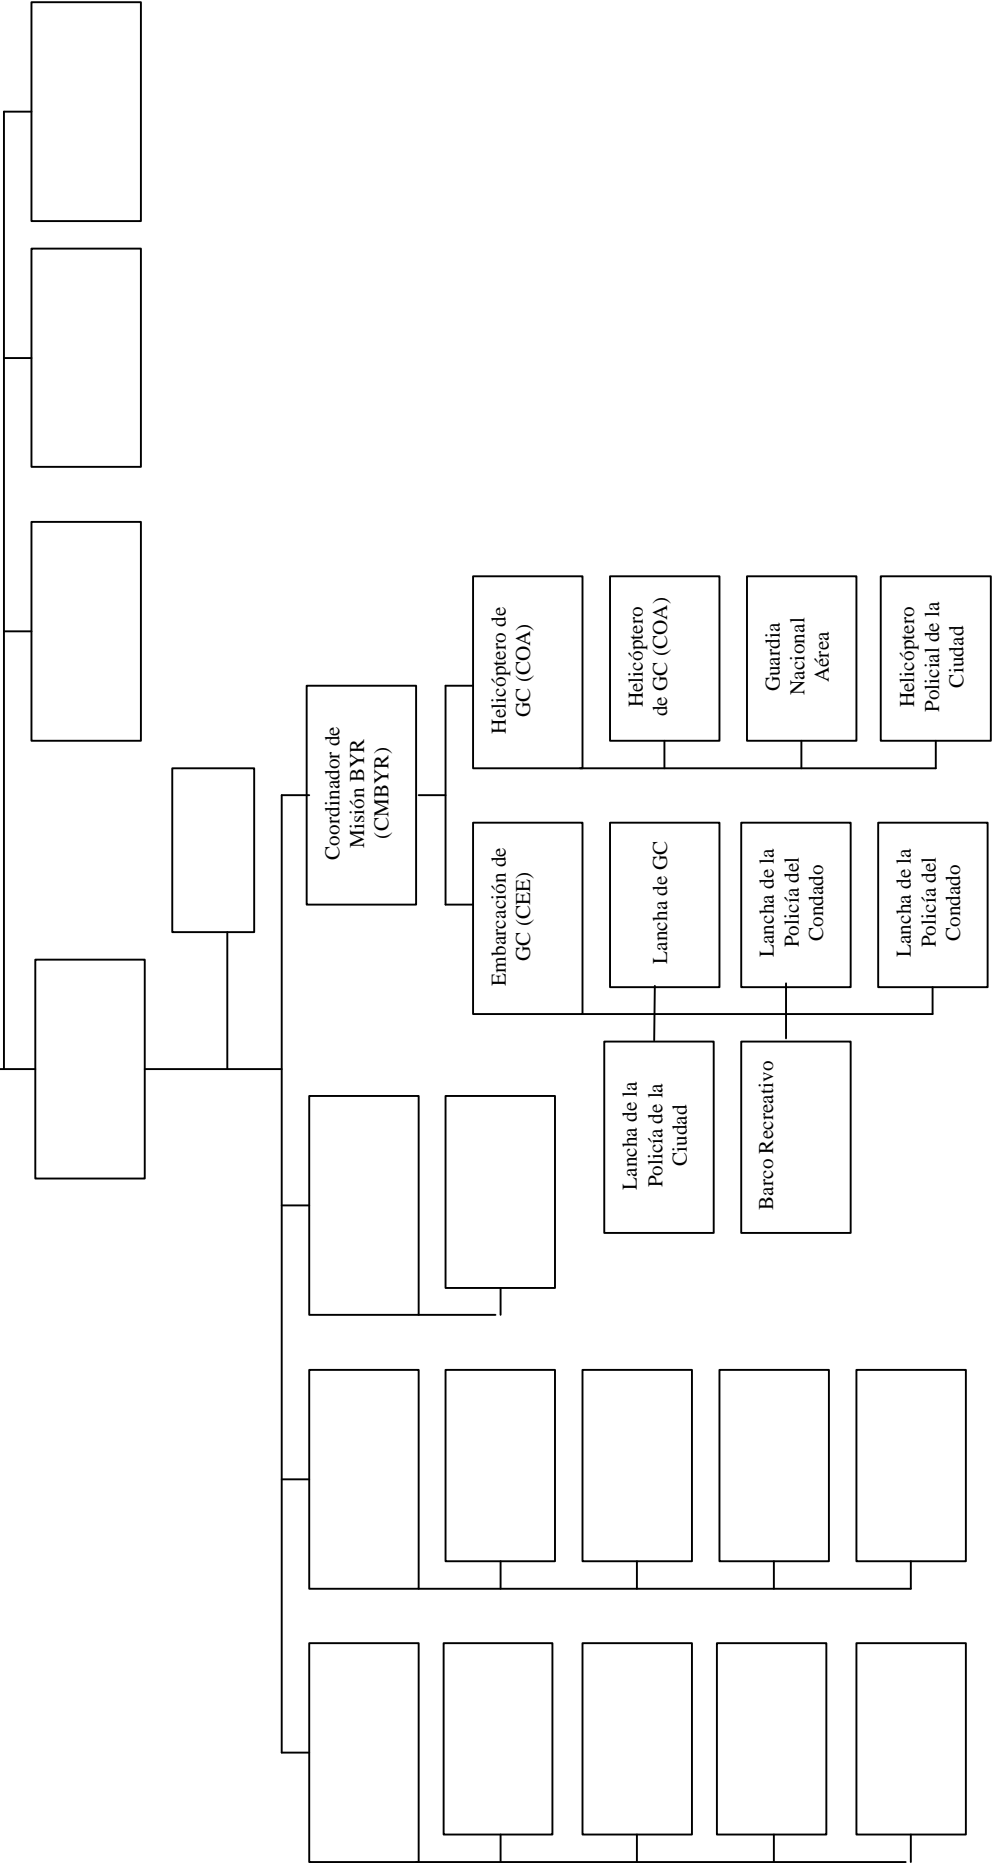 Coordinador de
Misión BYR
(CMBYR)
Embarcación de
GC (CEE)
Helicóptero de
GC (COA)
Lancha de la
Policía de la
Ciudad
Lancha de GC
Helicóptero
de GC (COA)
Barco Recreativo
Lancha de la
Policía del
Condado
Guardia
Nacional
Aérea
Lancha de la
Policía del
Condado
Helicóptero
Policial de la
Ciudad